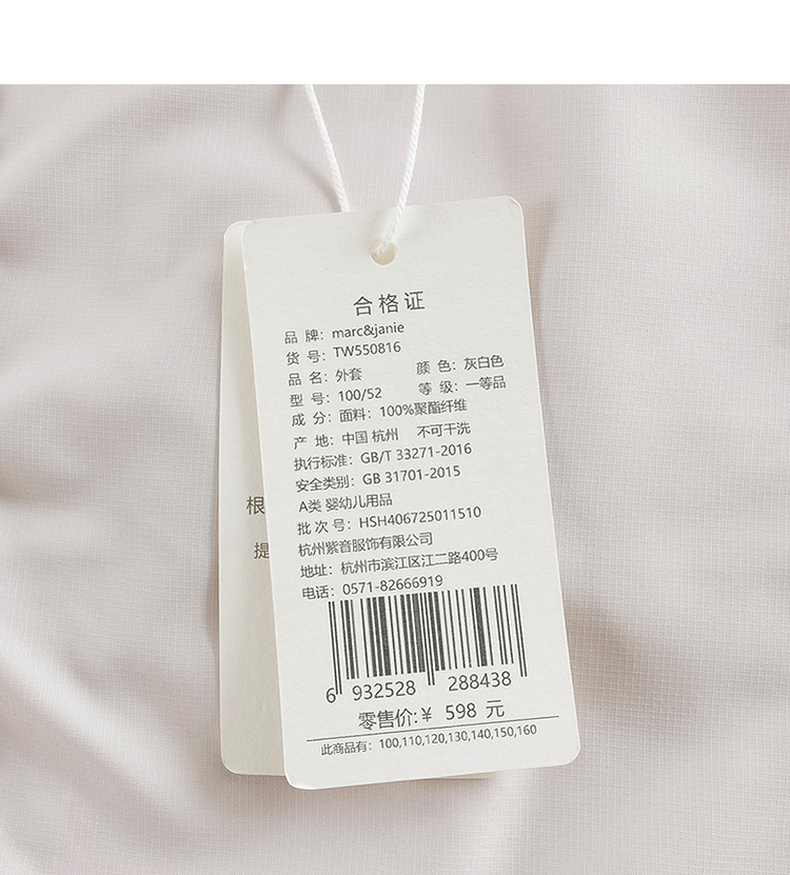 合格证
品 牌：marc&janie
货 号：TW550816
品 名：外套 颜 色：灰白色
型 号：100/52 等 级：一等品
成 分：面料：100%聚酯纤维
产 地：中国 杭州 不可干洗
执行标准：GB/T 33271-2016
安全类别：GB 31701-2015
A类 婴幼儿用品
批 次 号：HSH406725011510
杭州紫音服饰有限公司
地址：杭州市滨江区江二路400号
电话：0571-82666919
6 932528 288438
零售价:¥ 598 元
此商品有：100,110,120,130,140,150,160
根
提